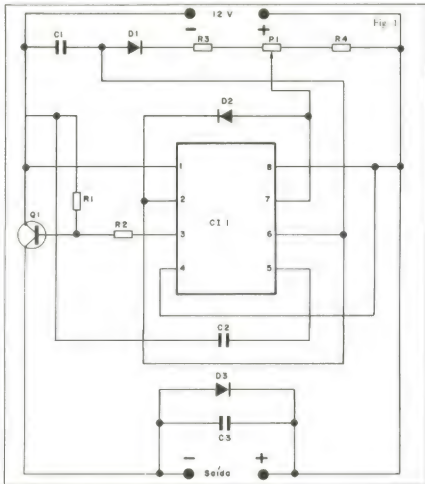 12 V
Fig. 1
- +
C1 D1 R3 P1 R4
D2
1 8
2 7
R1 CI 1
Q1 R2 3 6
4 5
C2
D3
C3
- Saída +